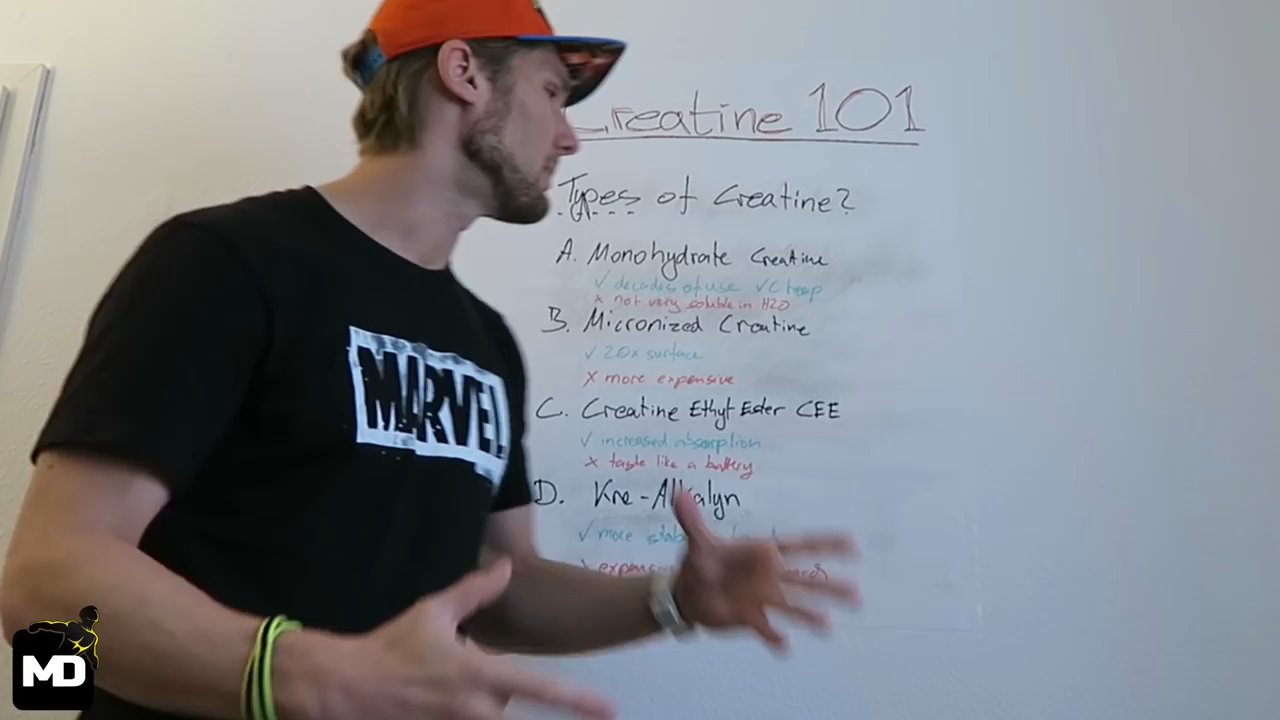 Creatine 101
Types of Creatine?
A. Monohydrate Creatine
✓ decades of use ✓ Cheap
x not very soluble in H2O
B. Micronized Creatine
✓ 20x surface
x more expensive
C. Creatine Ethyl Ester CEE
✓ increased absorption
x taste like a battery
D. Kre-Alkalyn
✓ more
x
MARVEL
MD